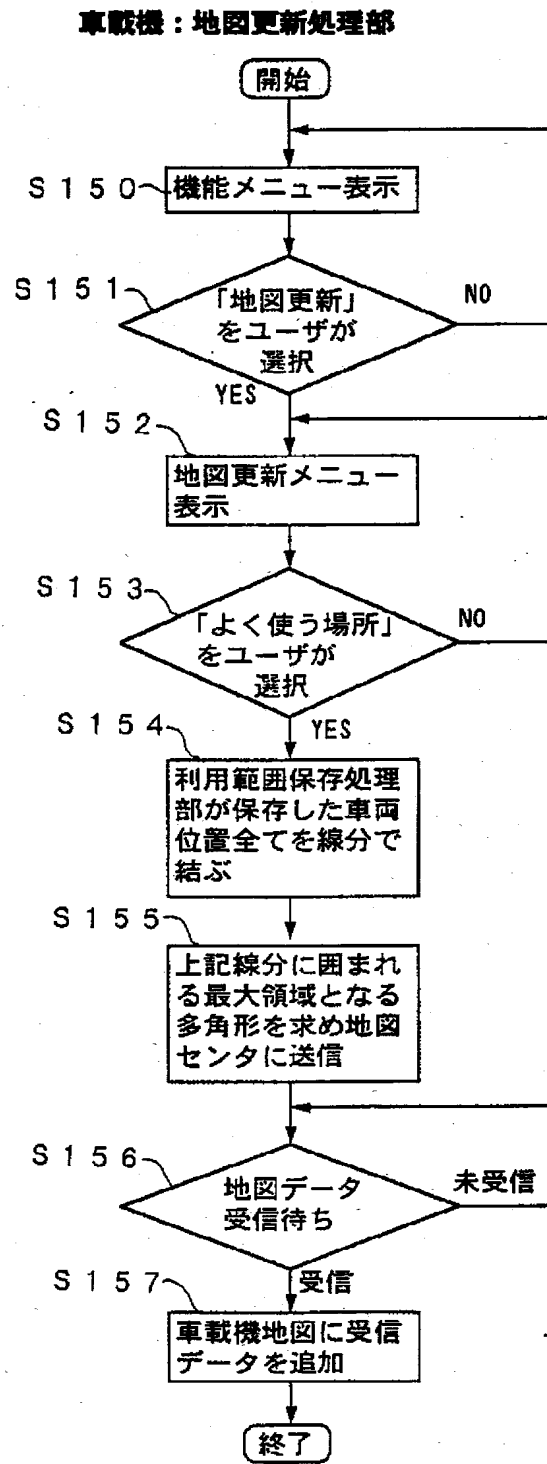 車載機：地図更新処理部
開始
S150
機能メニュー表示
S151
「地図更新」
をユーザが
選択
NO
YES
S152
地図更新メニュー
表示
S153
「よく使う場所」
をユーザが
選択
NO
YES
S154
利用範囲保存処理
部が保存した車両
位置全てを線分で
結ぶ
S155
上記線分に囲まれ
る最大領域となる
多角形を求め地図
センタに送信
S156
地図データ
受信待ち
未受信
受信
S157
車載機地図に受信
データを追加
終了